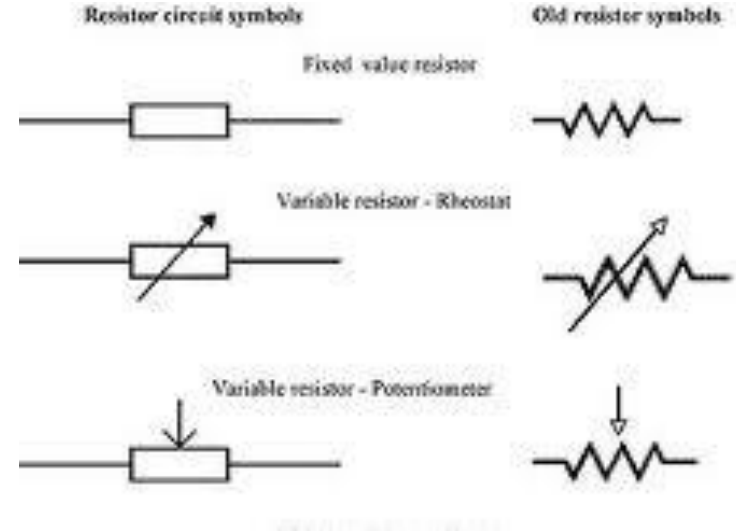 Resistor circuit symbols
Old resistor symbols
Fixed value resistor
Variable resistor - Rheostat
Variable resistor - Potentiometer